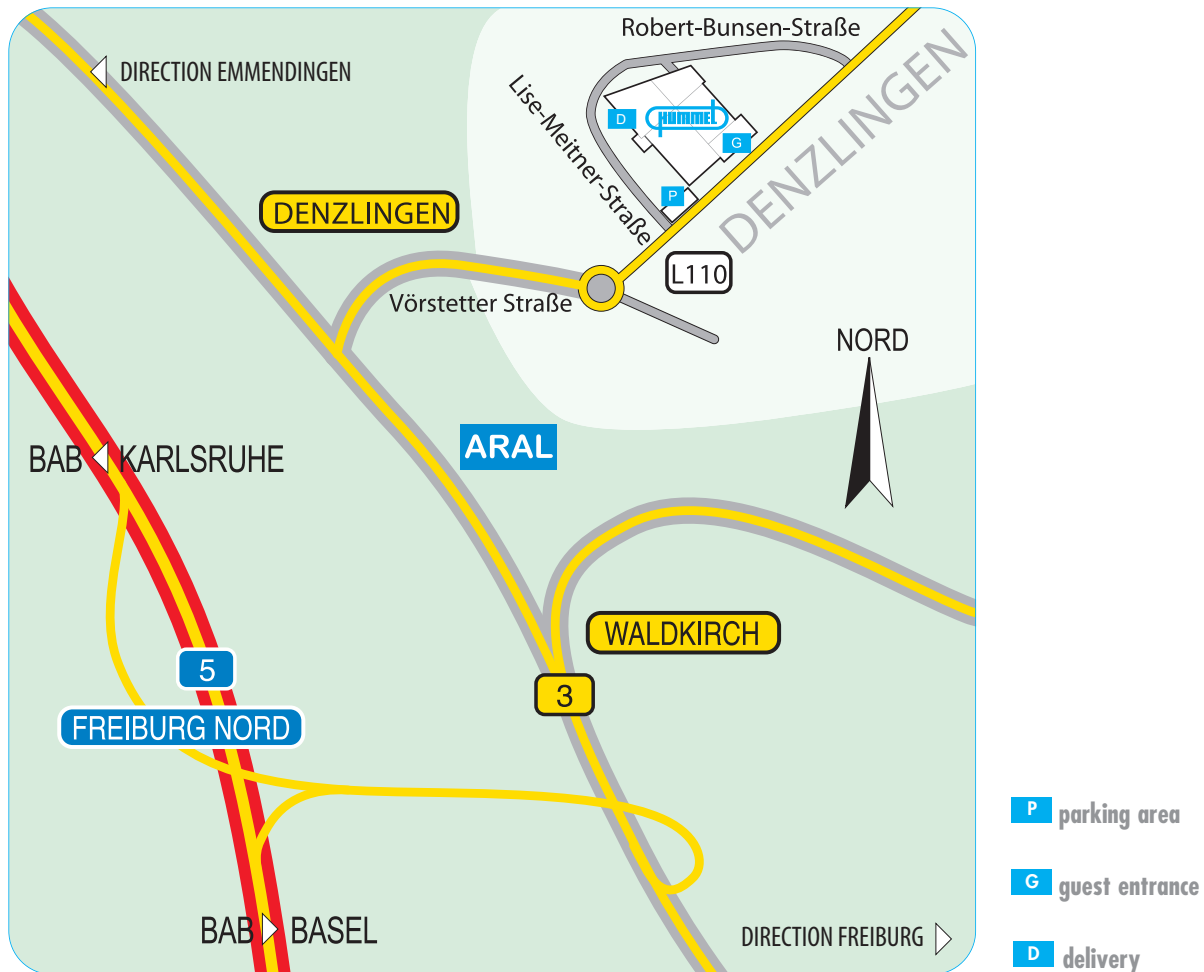 Robert-Bunsen-Straße
DIRECTION EMMENDINGEN
DENZLINGEN
Lise-Meitner-Straße
D
HUMMEL
G
P
DENZLINGEN
L110
Vörstetter Straße
NORD
ARAL
BAB KARLSRUHE
WALDKIRCH
5
3
FREIBURG NORD
P parking area
G guest entrance
BAB BASEL
DIRECTION FREIBURG
D delivery